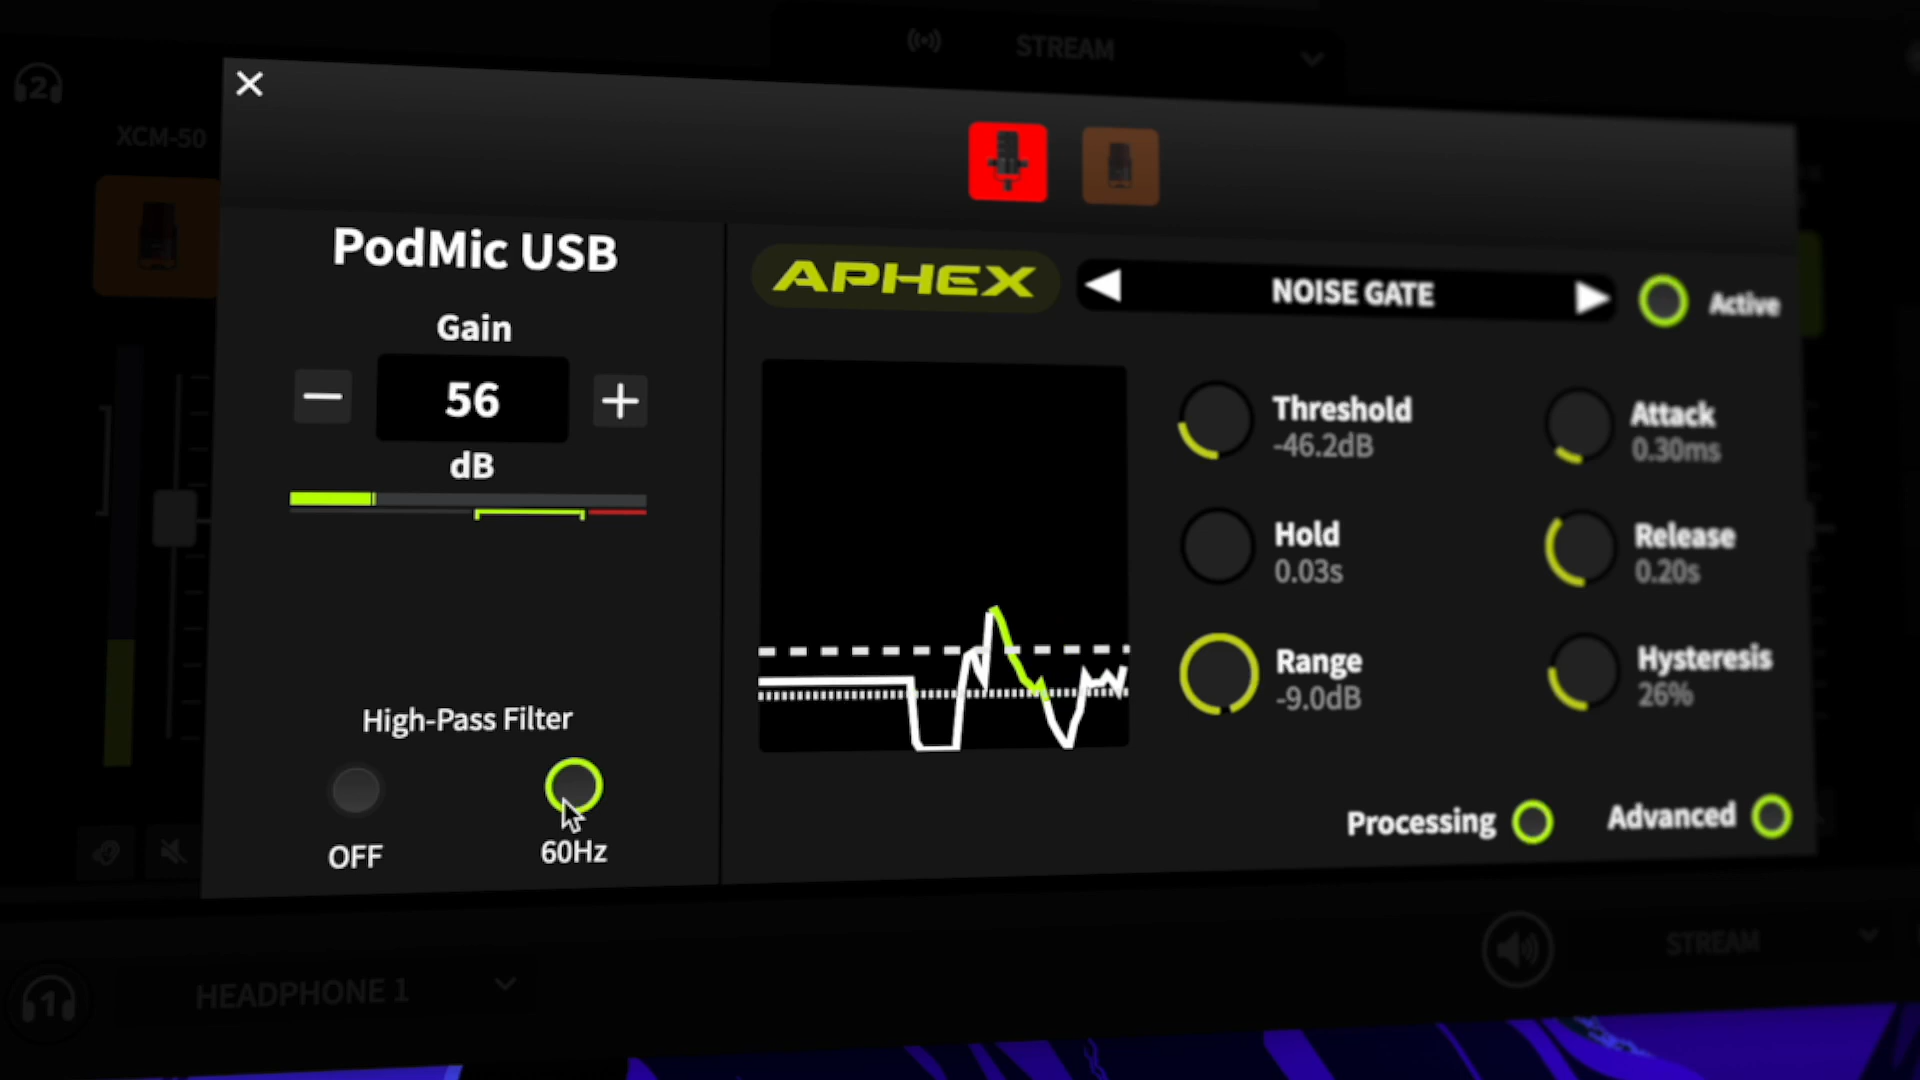 STREAM
2
XCM-50
PodMic USB
Gain
56
dB
High-Pass Filter
OFF
60Hz
APHEX
NOISE GATE
Active
Threshold
-46.2dB
Attack
0.30ms
Hold
0.03s
Release
0.20s
Range
-9.0dB
Hysteresis
26%
Processing
Advanced
1
HEADPHONE 1
STREAM